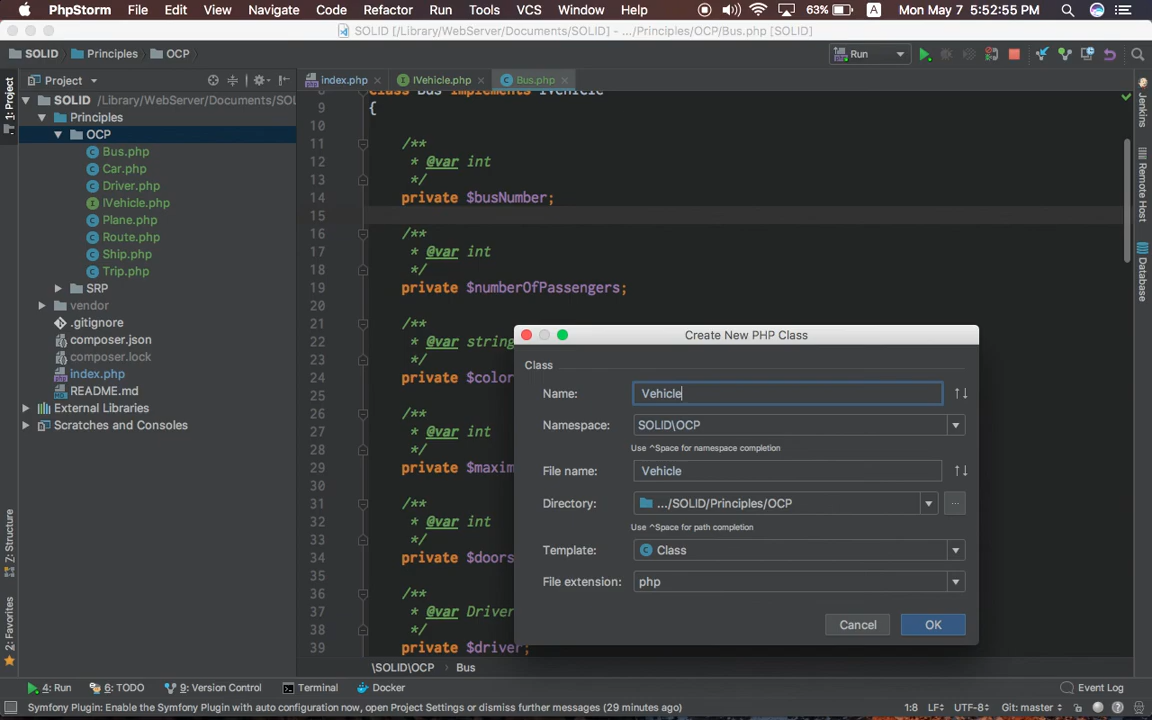 PhpStorm File Edit View Navigate Code Refactor Run Tools VCS Window Help 63% A Mon May 7 5:52:55 PM
SOLID [/Library/WebServer/Documents/SOLID] - .../Principles/OCP/Bus.php [SOLID]
SOLID Principles OCP Run
Project index.php IVehicle.php Bus.php
1: Project
SOLID /Library/WebServer/Documents/SOL
Principles
OCP
Bus.php
Car.php
Driver.php
IVehicle.php
Plane.php
Route.php
Ship.php
Trip.php
SRP
vendor
.gitignore
composer.json
composer.lock
index.php
README.md
External Libraries
Scratches and Consoles
7: Structure
2: Favorites
8 class Bus implements IVehicle
9 {
10
11 /**
12 * @var int
13 */
14 private $busNumber;
15
16 /**
17 * @var int
18 */
19 private $numberOfPassengers;
20
21 /**
22 * @var string
23 */
24 private $color
25
26 /**
27 * @var int
28 */
29 private $maxim
30
31 /**
32 * @var int
33 */
34 private $doors
35
36 /**
37 * @var Driver
38 */
39 private $driver;
Create New PHP Class
Class
Name: Vehicle
Namespace: SOLID\OCP
Use ^Space for namespace completion
File name: Vehicle
Directory: .../SOLID/Principles/OCP ...
Use ^Space for path completion
Template: Class
File extension: php
Cancel OK
Jenkins
Remote Host
Database
\SOLID\OCP Bus
4: Run 6: TODO 9: Version Control Terminal Docker Event Log
Symfony Plugin: Enable the Symfony Plugin with auto configuration now, open Project Settings or dismiss further messages (29 minutes ago) 1:8 LF UTF-8 Git: master